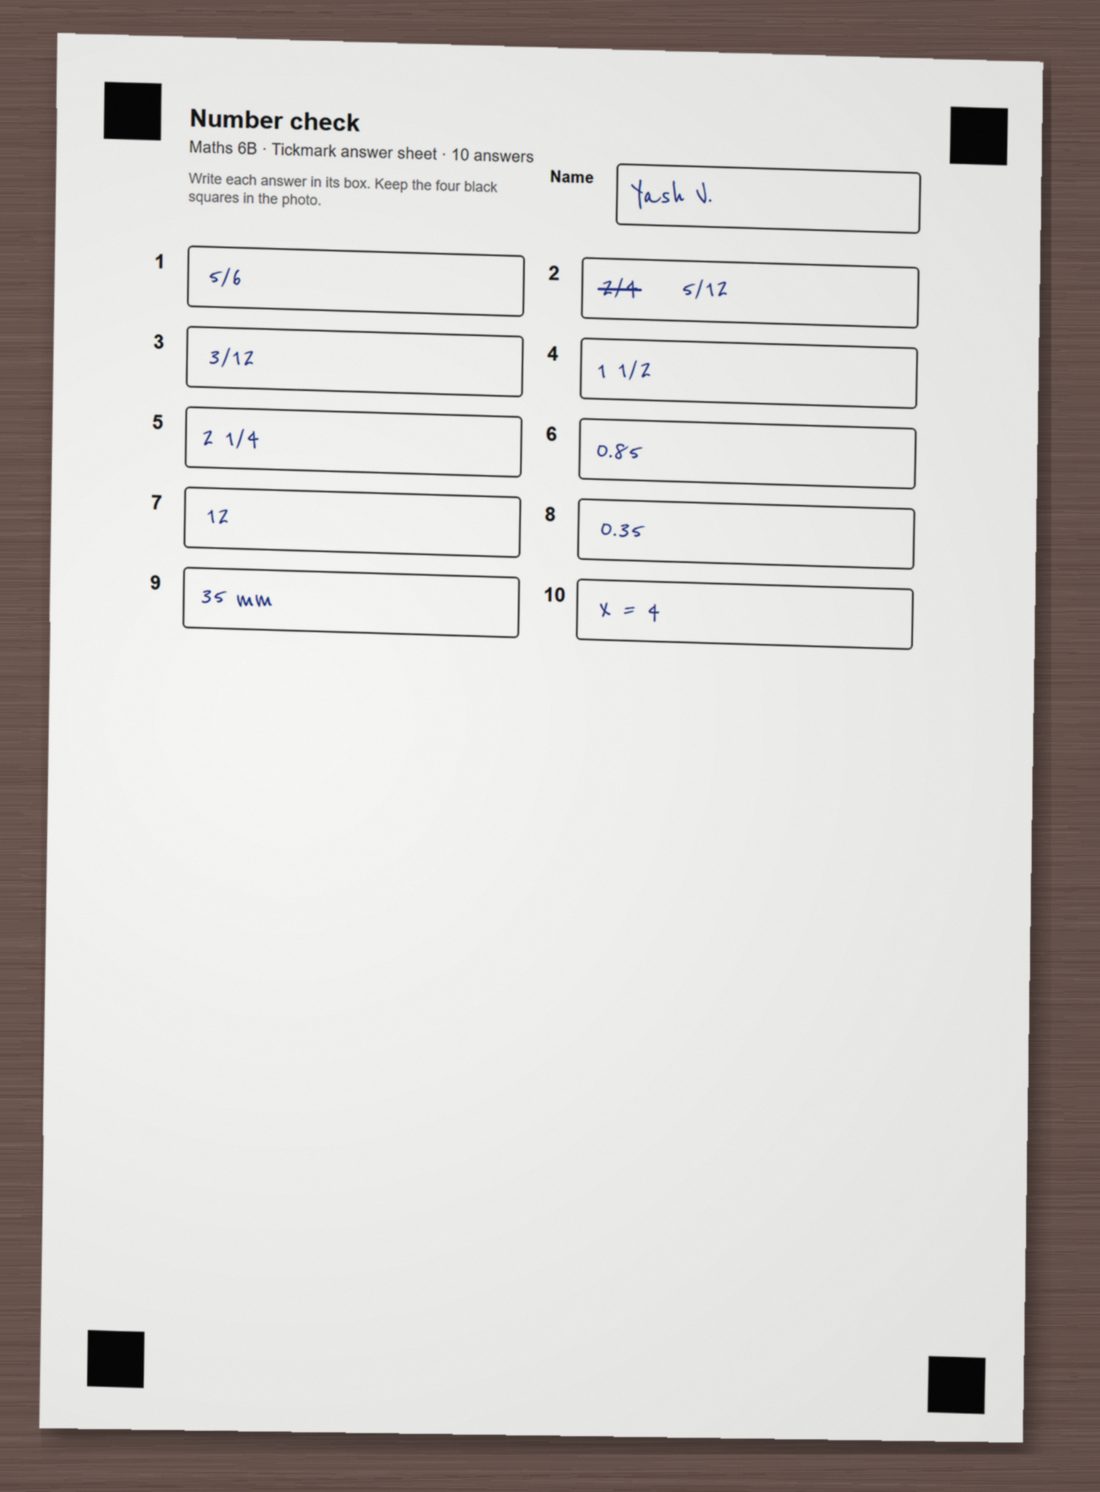 Number check
Maths 6B · Tickmark answer sheet · 10 answers
Write each answer in its box. Keep the four black
squares in the photo.
Name Yash V.
1 5/6
2 2/4 5/12
3 3/12
4 1 1/2
5 2 1/4
6 0.85
7 12
8 0.35
9 35 mm
10 x = 4